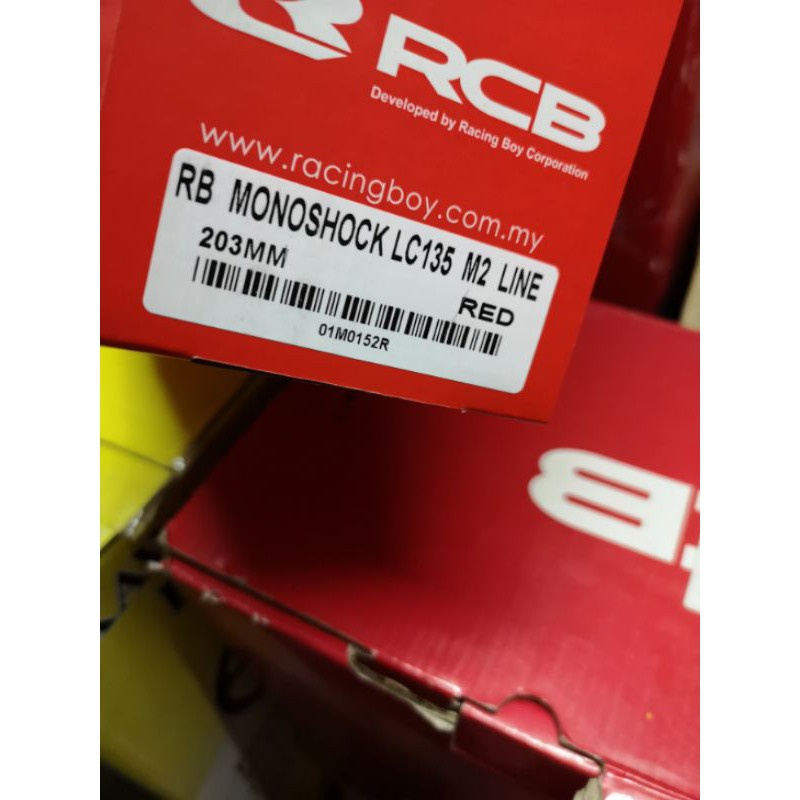 RCB
Developed by Racing Boy Corporation
www.racingboy.com.my
RB MONOSHOCK LC135 M2 LINE
203MM
RED
01M0152R